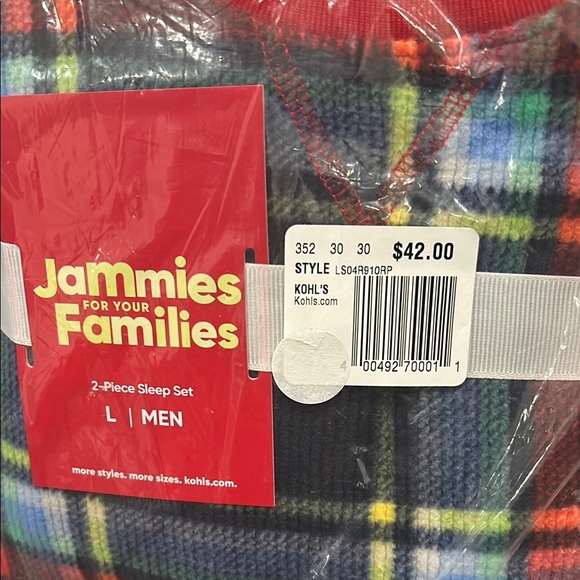 Jammies
FOR YOUR
Families
2-Piece Sleep Set
L | MEN
more styles. more sizes. kohls.com.
352 30 30 $42.00
STYLE LS04R910RP
KOHL'S
Kohls.com
4 00492 70001 1